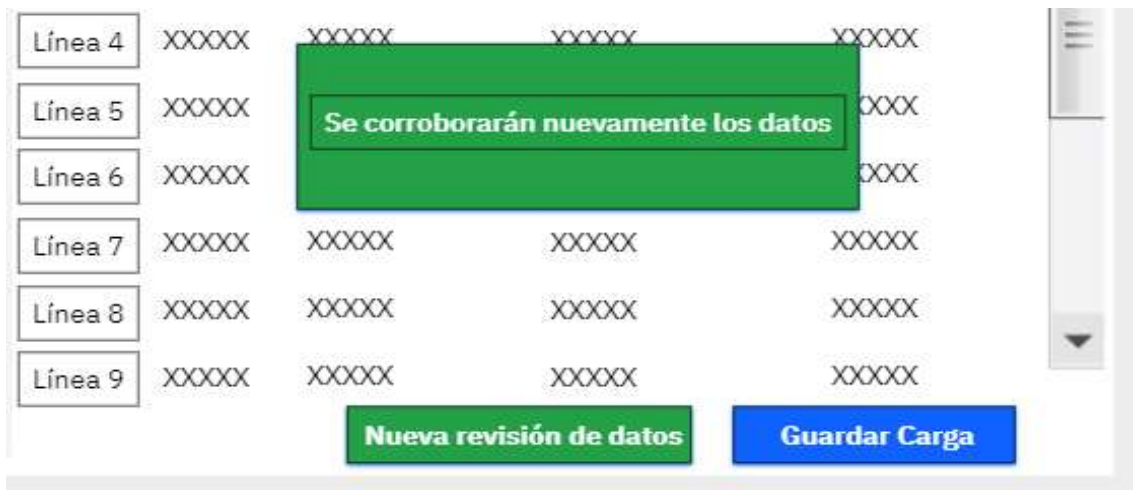 Línea 4 XXXXX XXXXX XXXXX XXXXX
Se corroborarán nuevamente los datos
Línea 5 XXXXX XXXX
Línea 6 XXXXX XXXX
Línea 7 XXXXX XXXXX XXXXX XXXXX
Línea 8 XXXXX XXXXX XXXXX XXXXX
Línea 9 XXXXX XXXXX XXXXX XXXXX
Nueva revisión de datos Guardar Carga